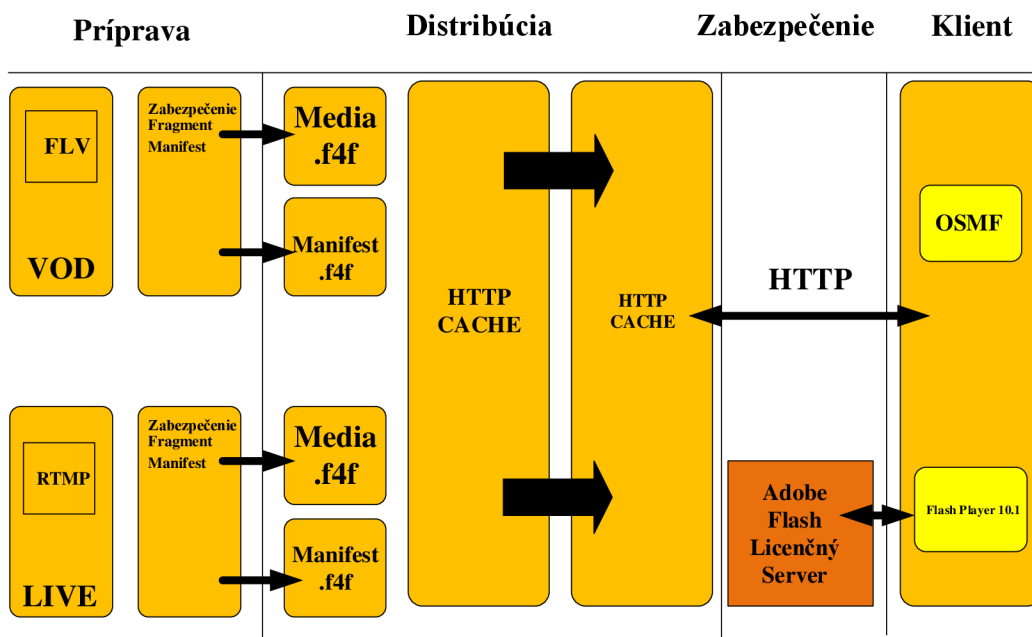 Príprava
Distribúcia
Zabezpečenie
Klient
FLV
VOD
Zabezpečenie
Fragment
Manifest
Media
.f4f
Manifest
.f4f
HTTP
CACHE
HTTP
CACHE
HTTP
OSMF
RTMP
LIVE
Zabezpečenie
Fragment
Manifest
Media
.f4f
Manifest
.f4f
Adobe
Flash
Licenčný
Server
Flash Player 10.1